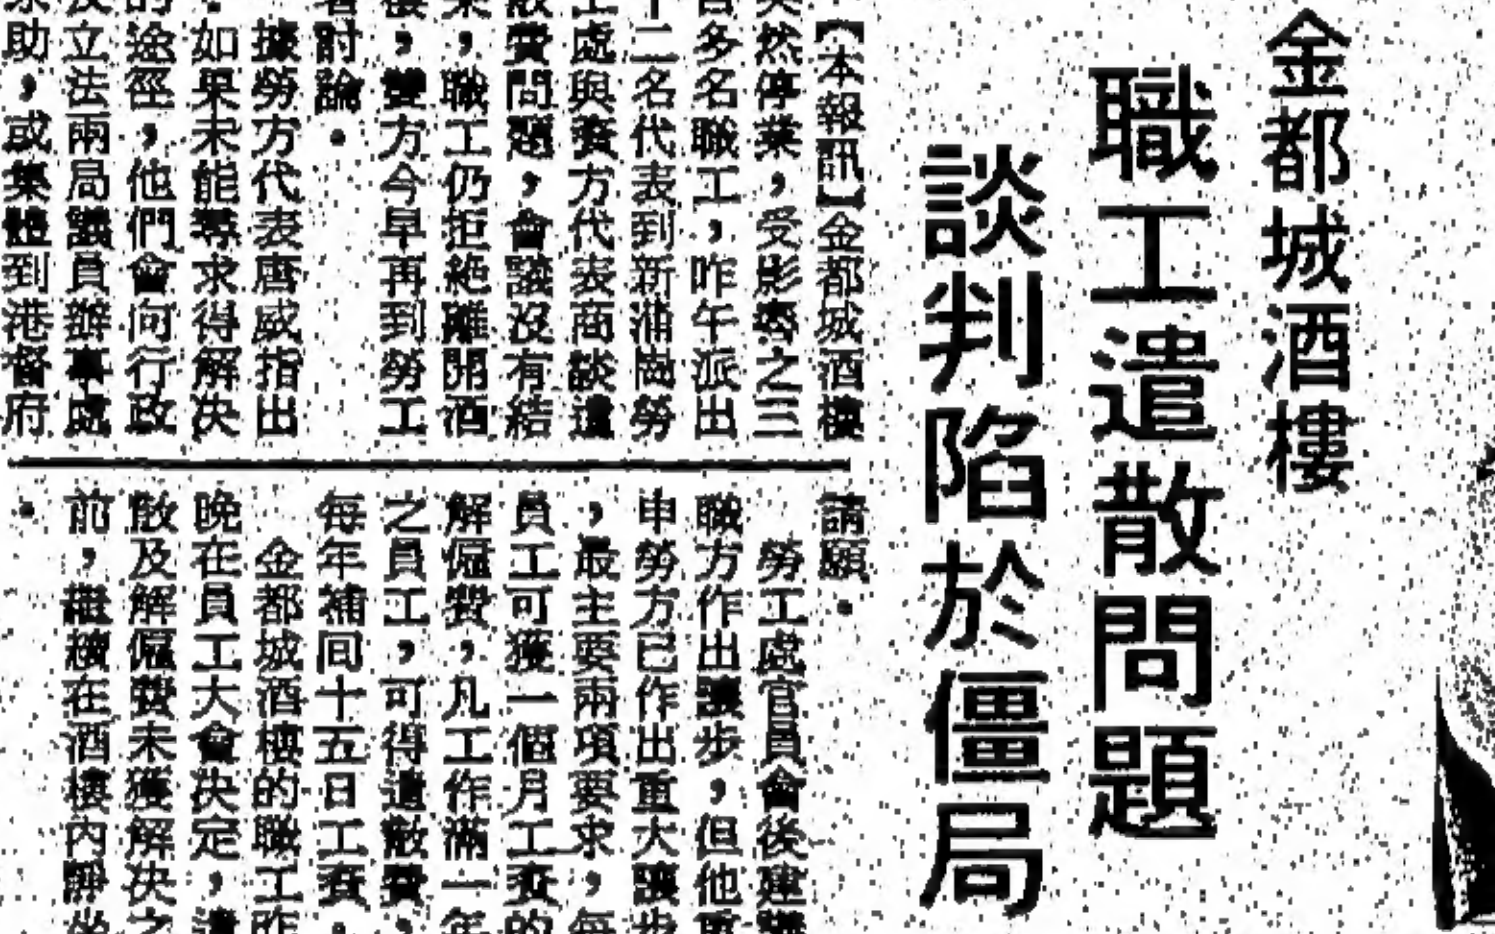 金都城酒樓
職工遣散問題
談判陷於僵局
【本報訊】金都城酒樓
突然停業，受影響之三
百多名職工，昨午派出
十二名代表到新蒲崗勞
工處與資方代表商談遣
散費問題，會議沒有結
果，職工仍拒絕離開酒
樓，雙方今早再到勞工
署討論。
據勞方代表唐威指出
如果未能尋求得解決
的途徑，他們會向行政
及立法兩局議員辦事處
求助，或集體到港督府
請願。
勞工處官員會後建議
職方作出讓步，但他重
申勞方已作出重大讓步
，最主要兩項要求，每
員工可獲一個月工資的
解僱費，凡工作滿一年
之員工，可得遣散費，
每年補回十五日工資。
金都城酒樓的職工昨
晚在員工大會決定，遣
散及解僱費未獲解決之
前，繼續在酒樓內靜坐
。